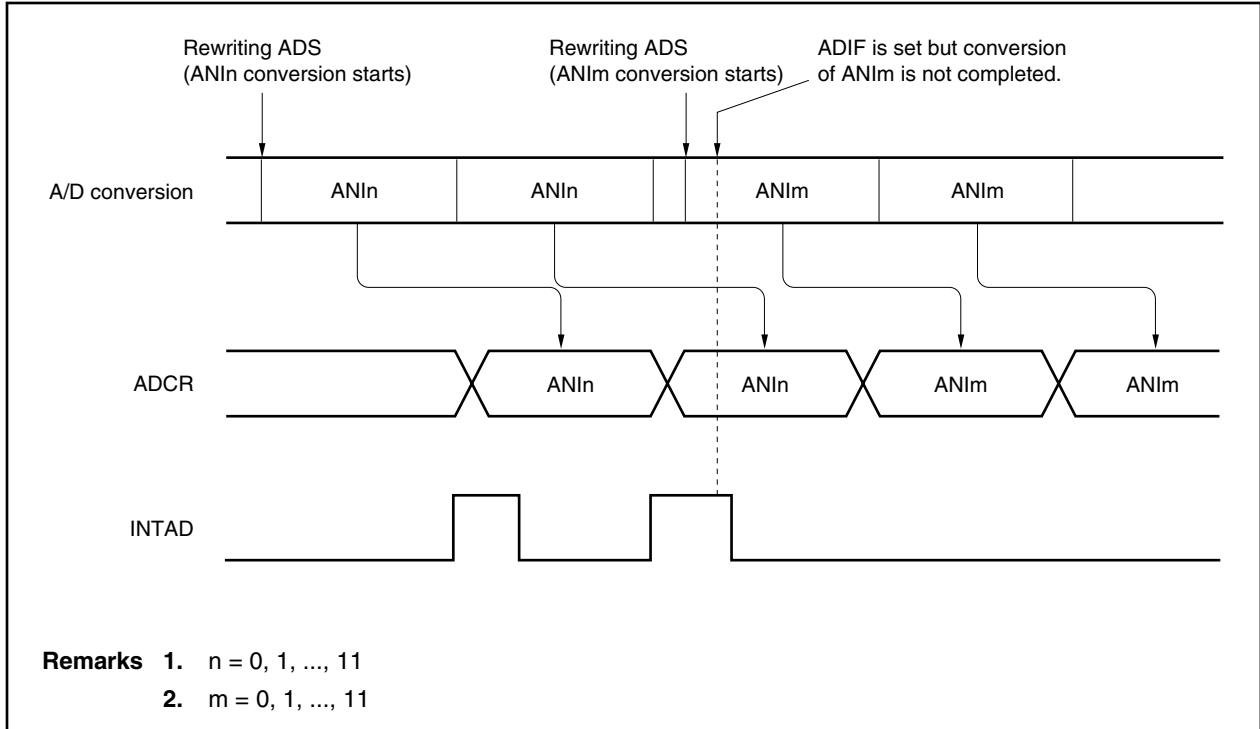 Rewriting ADS
(ANIn conversion starts)
Rewriting ADS
(ANIm conversion starts)
ADIF is set but conversion
of ANIm is not completed.
A/D conversion
ANIn
ANIn
ANIm
ANIm
ADCR
ANIn
ANIn
ANIm
ANIm
INTAD
Remarks 1. n = 0, 1, ..., 11
2. m = 0, 1, ..., 11